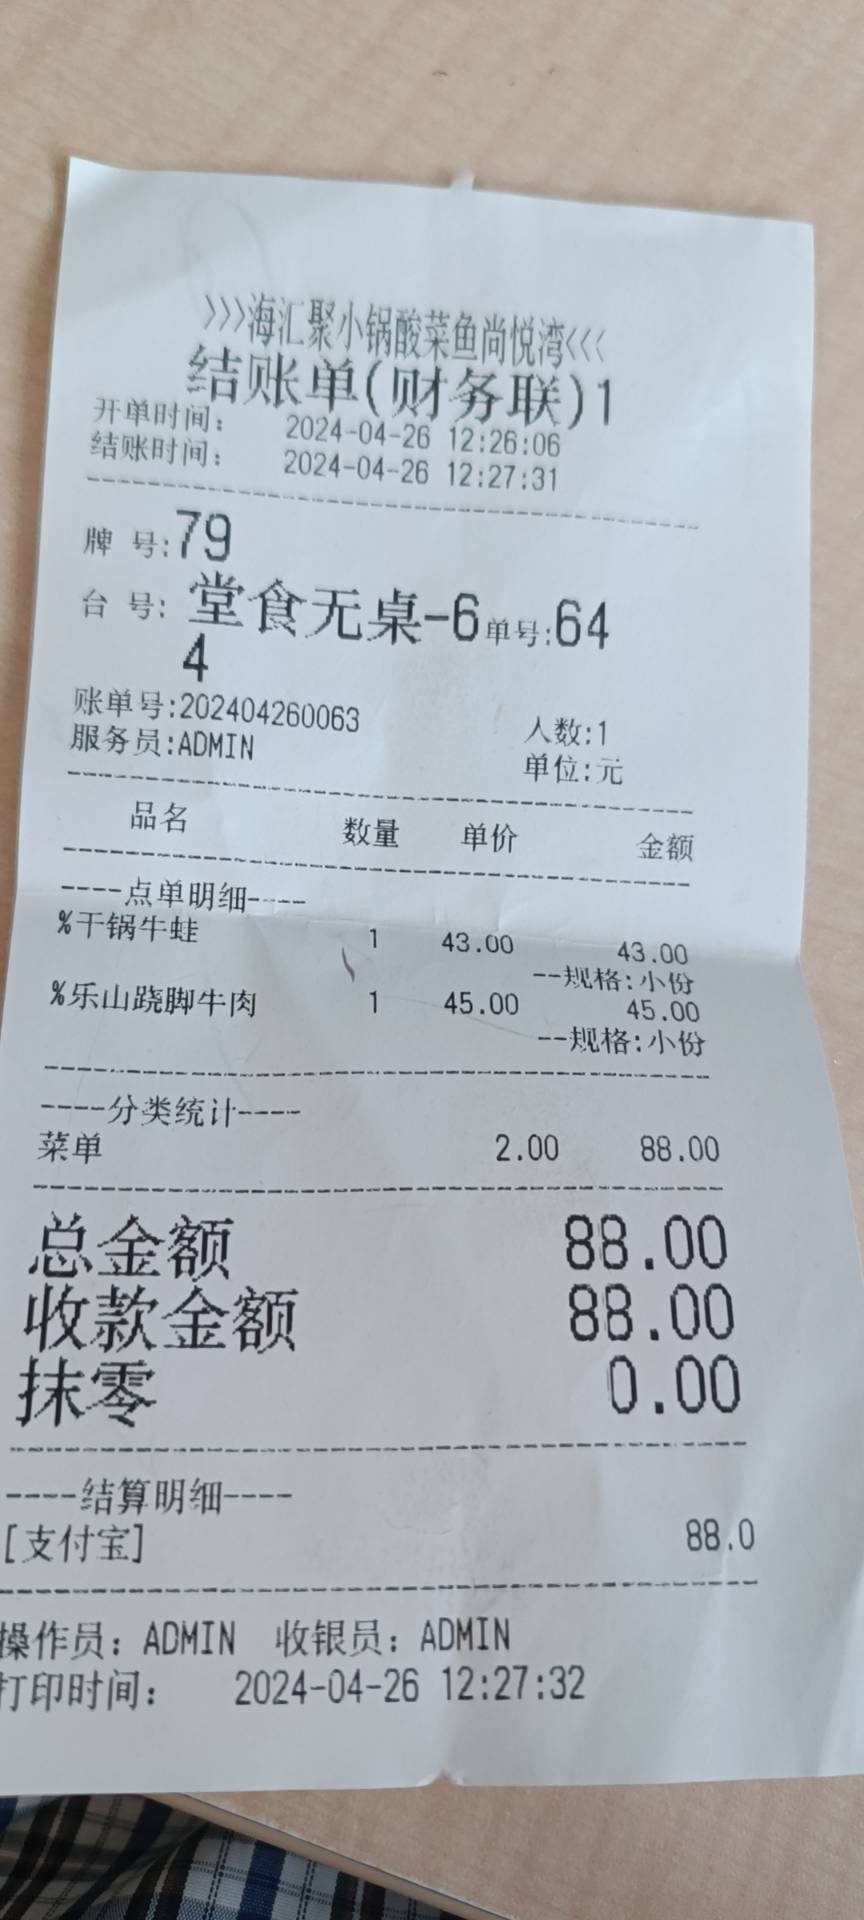 >>>海汇聚小锅酸菜鱼尚悦湾<<<
结账单(财务联)1
开单时间: 2024-04-26 12:26:06
结账时间: 2024-04-26 12:27:31
牌 号:79
台 号: 堂食无桌-6 单号:64
4
账单号:202404260063 人数:1
服务员:ADMIN 单位:元
品名 数量 单价 金额
----点单明细----
%干锅牛蛙 1 43.00 43.00
--规格:小份
%乐山跷脚牛肉 1 45.00 45.00
--规格:小份
----分类统计----
菜单 2.00 88.00
总金额 88.00
收款金额 88.00
抹零 0.00
----结算明细----
[支付宝] 88.0
操作员: ADMIN 收银员: ADMIN
打印时间: 2024-04-26 12:27:32